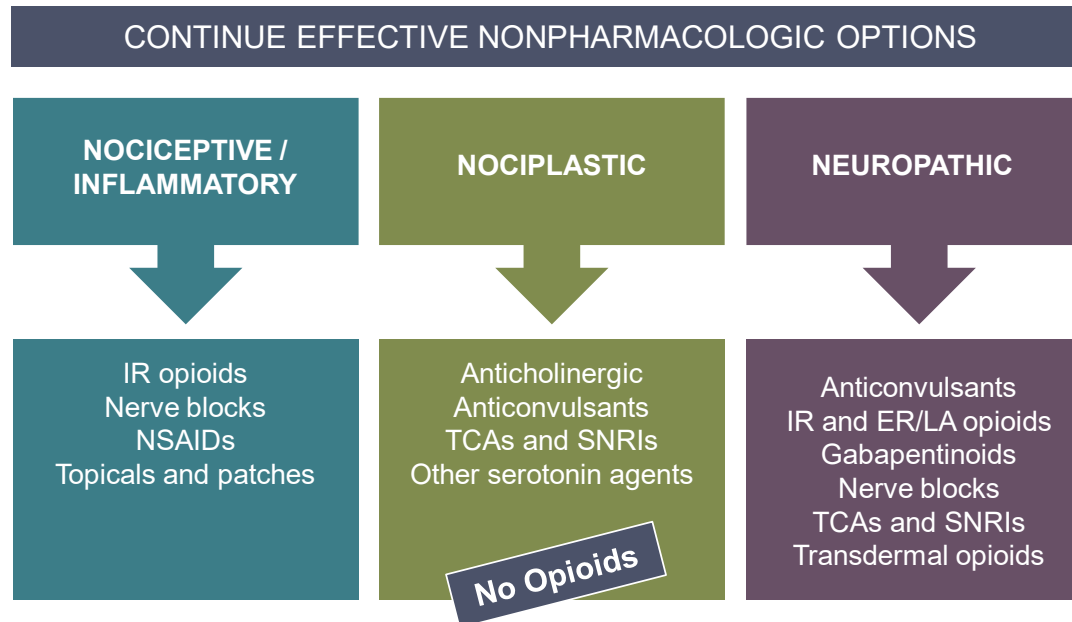 CONTINUE EFFECTIVE NONPHARMACOLOGIC OPTIONS
NOCICEPTIVE /
INFLAMMATORY
IR opioids
Nerve blocks
NSAIDs
Topicals and patches
NOCIPLASTIC
Anticholinergic
Anticonvulsants
TCAs and SNRIs
Other serotonin agents
No Opioids
NEUROPATHIC
Anticonvulsants
IR and ER/LA opioids
Gabapentinoids
Nerve blocks
TCAs and SNRIs
Transdermal opioids